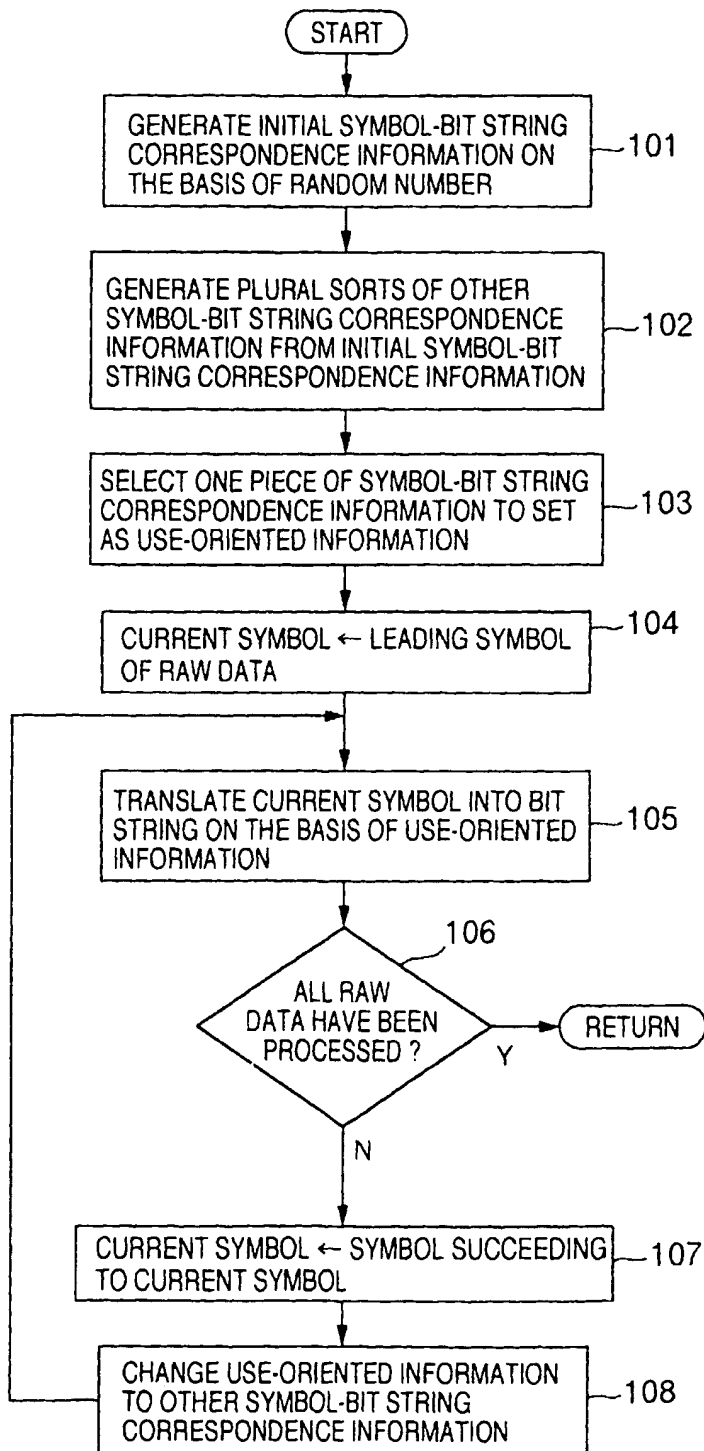 START
GENERATE INITIAL SYMBOL-BIT STRING
CORRESPONDENCE INFORMATION ON
THE BASIS OF RANDOM NUMBER
101
GENERATE PLURAL SORTS OF OTHER
SYMBOL-BIT STRING CORRESPONDENCE
INFORMATION FROM INITIAL SYMBOL-BIT
STRING CORRESPONDENCE INFORMATION
102
SELECT ONE PIECE OF SYMBOL-BIT STRING
CORRESPONDENCE INFORMATION TO SET
AS USE-ORIENTED INFORMATION
103
CURRENT SYMBOL ← LEADING SYMBOL
OF RAW DATA
104
TRANSLATE CURRENT SYMBOL INTO BIT
STRING ON THE BASIS OF USE-ORIENTED
INFORMATION
105
106
ALL RAW
DATA HAVE BEEN
PROCESSED ?
Y
RETURN
N
CURRENT SYMBOL ← SYMBOL SUCCEEDING
TO CURRENT SYMBOL
107
CHANGE USE-ORIENTED INFORMATION
TO OTHER SYMBOL-BIT STRING
CORRESPONDENCE INFORMATION
108